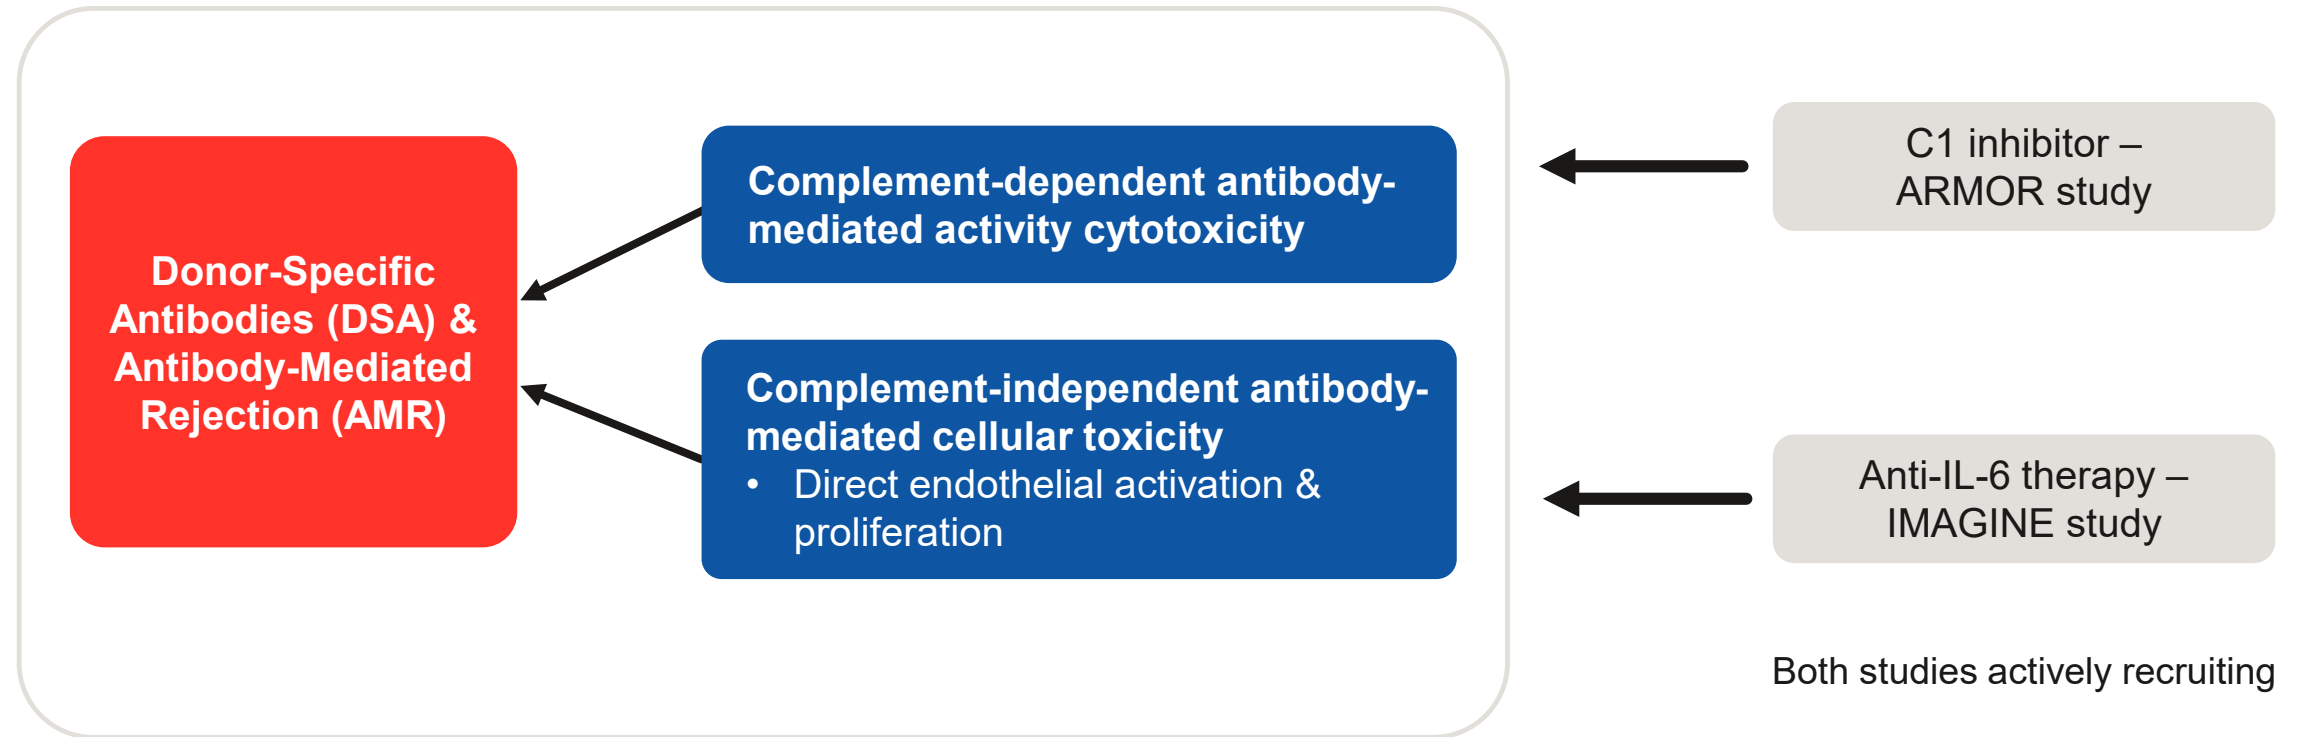 Donor-Specific
Antibodies (DSA) &
Antibody-Mediated
Rejection (AMR)
Complement-dependent antibody-
mediated activity cytotoxicity
Complement-independent antibody-
mediated cellular toxicity
• Direct endothelial activation &
proliferation
C1 inhibitor –
ARMOR study
Anti-IL-6 therapy –
IMAGINE study
Both studies actively recruiting